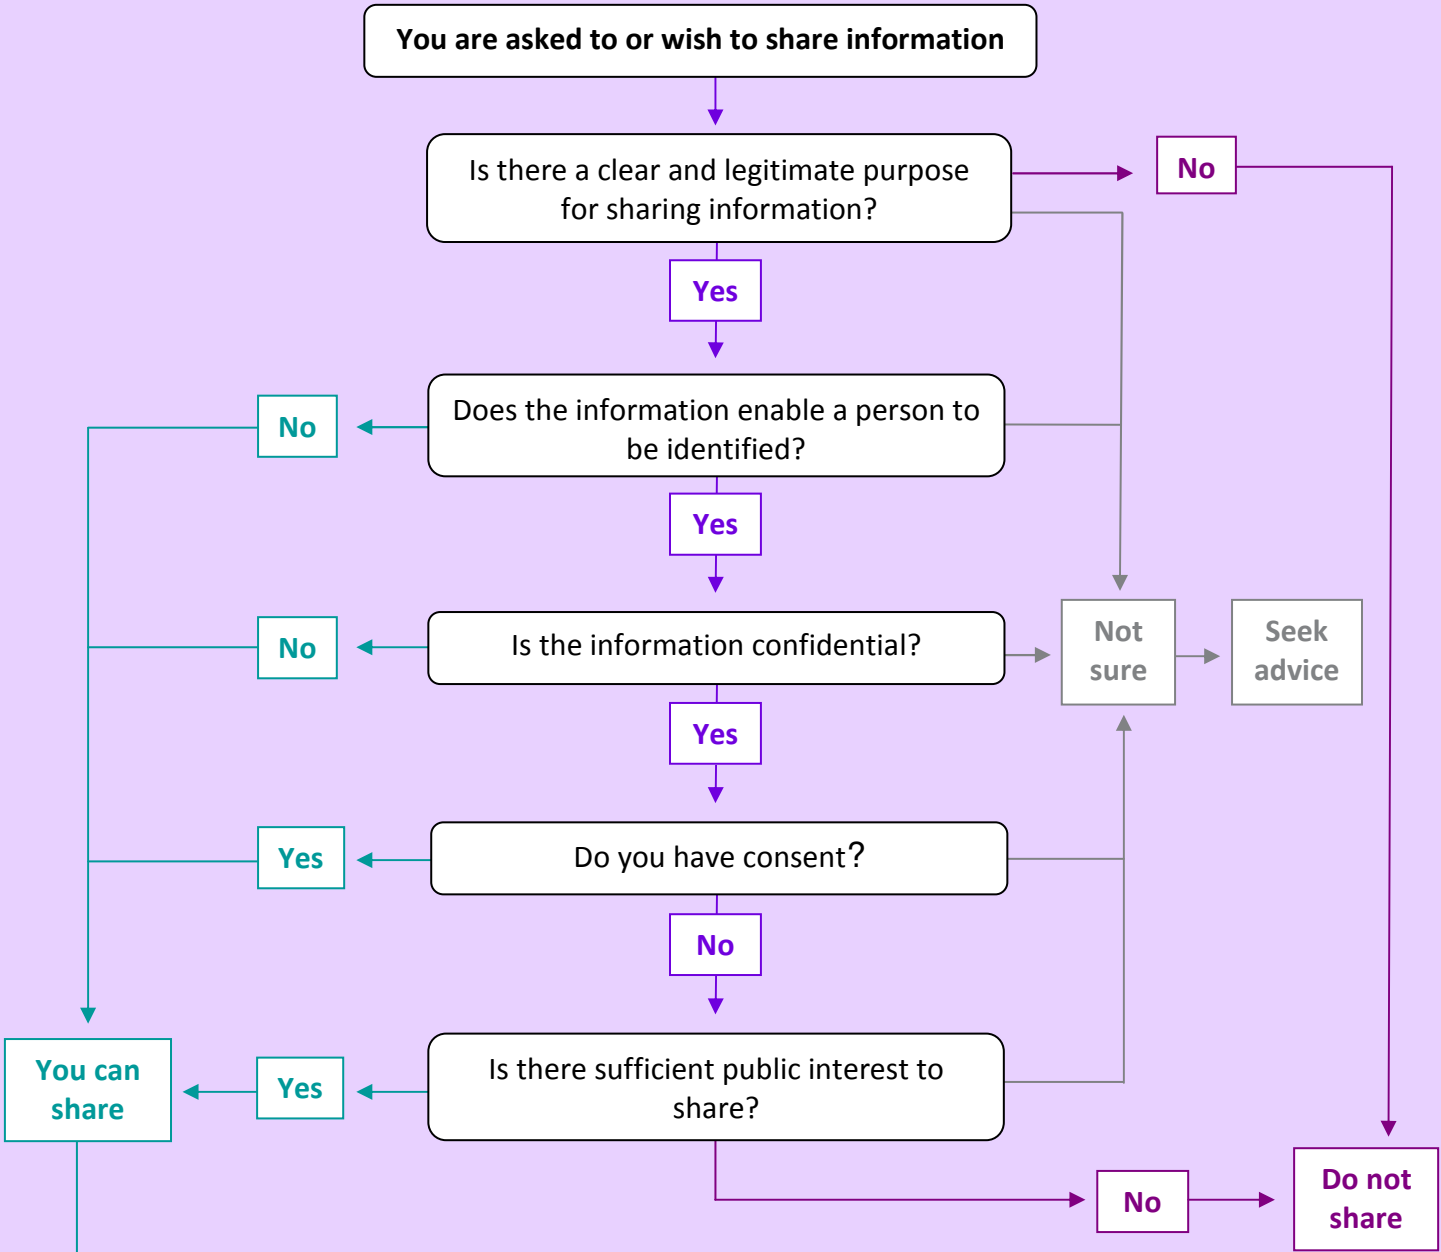 You are asked to or wish to share information
Is there a clear and legitimate purpose
for sharing information?
No
Yes
Does the information enable a person to
be identified?
No
Yes
Is the information confidential?
No
Not
sure
Seek
advice
Yes
Do you have consent?
Yes
No
Is there sufficient public interest to
share?
Yes
You can
share
No
Do not
share